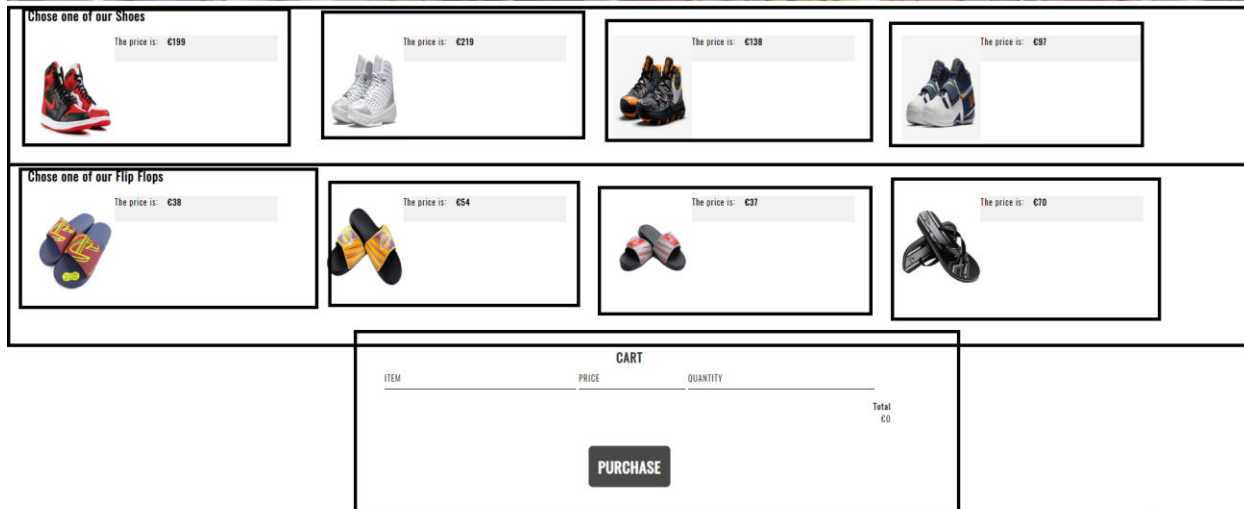 Chose one of our Shoes
The price is: €199
The price is: €219
The price is: €138
The price is: €97
Chose one of our Flip Flops
The price is: €38
The price is: €54
The price is: €37
The price is: €70
CART
ITEM PRICE QUANTITY
Total
€0
PURCHASE